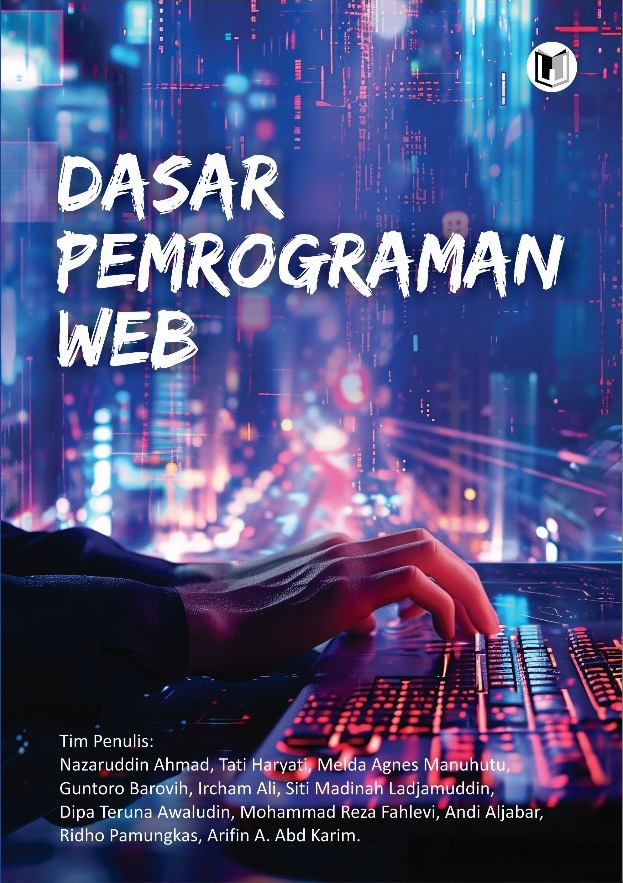 DASAR
PEMROGRAMAN
WEB
Tim Penulis:
Nazaruddin Ahmad, Tati Haryati, Melda Agnes Manuhutu,
Guntoro Barovih, Ircham Ali, Siti Madinah Ladjamuddin,
Dipa Teruna Awaludin, Mohammad Reza Fahlevi, Andi Aljabar,
Ridho Pamungkas, Arifin A. Abd Karim.